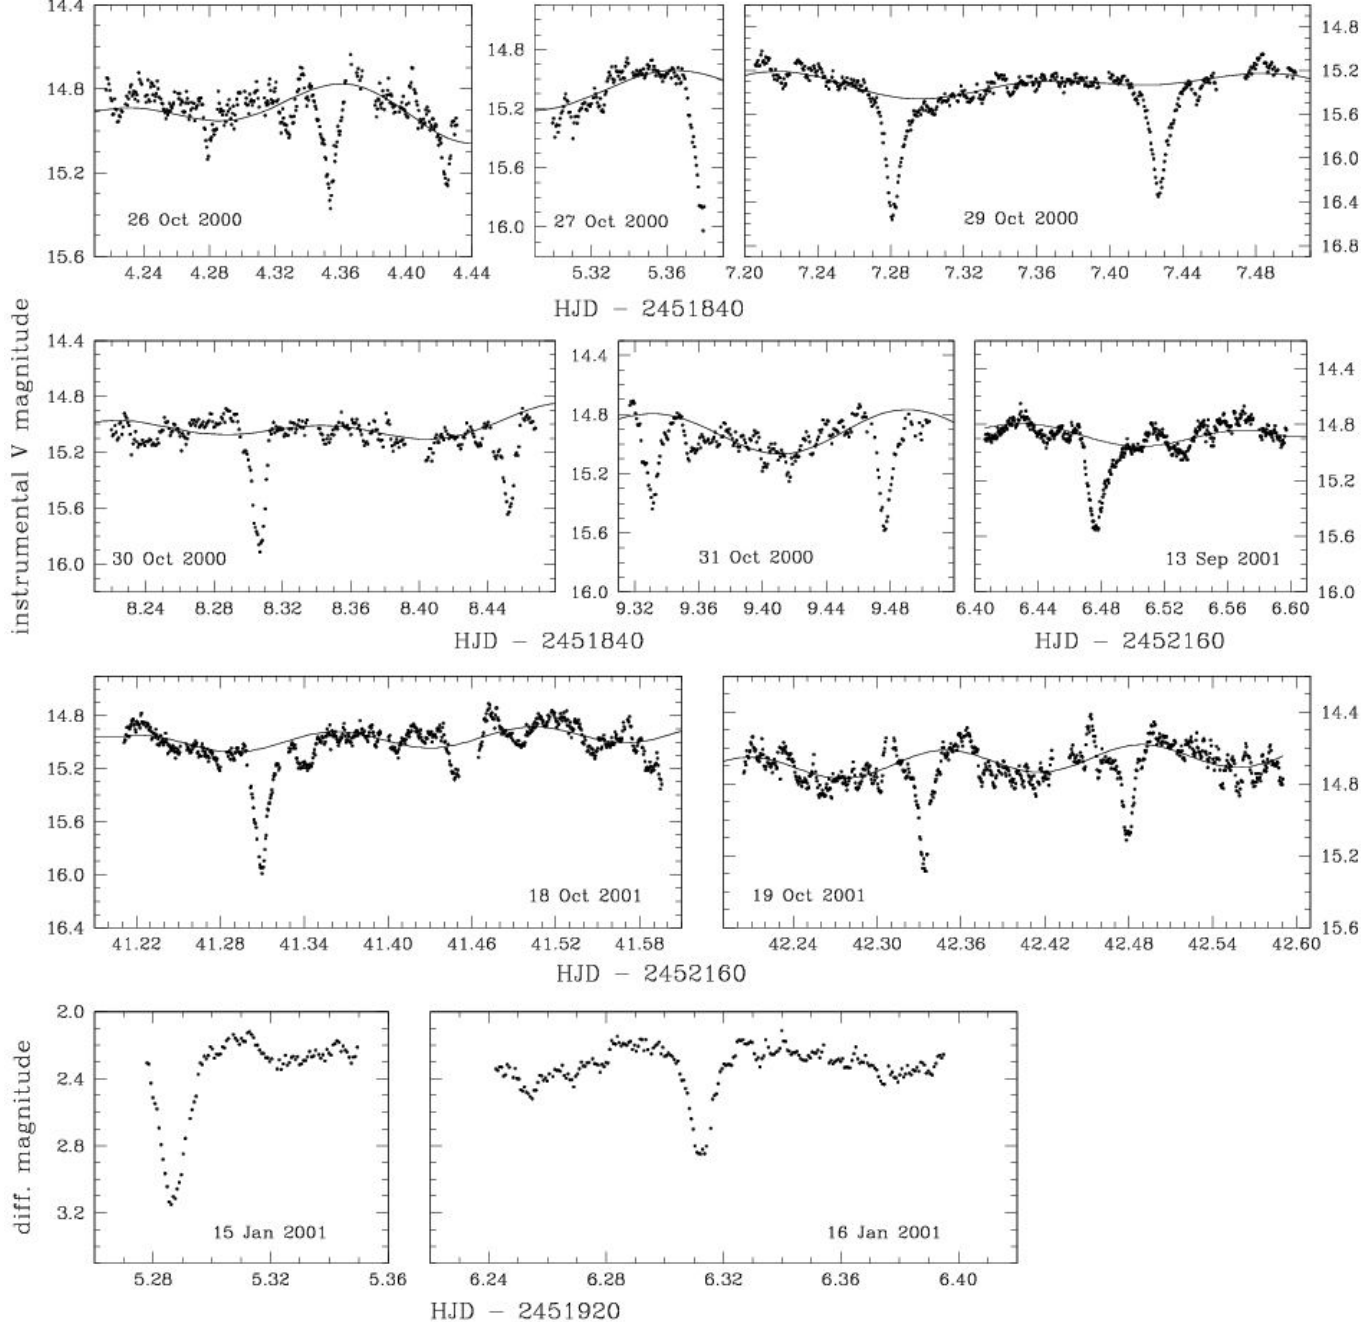 14.4
14.8
15.2
15.6
26 Oct 2000
4.24 4.28 4.32 4.36 4.40 4.44
14.8
15.2
15.6
16.0
27 Oct 2000
5.32 5.36
14.8
15.2
15.6
16.0
16.4
16.8
29 Oct 2000
7.20 7.24 7.28 7.32 7.36 7.40 7.44 7.48
HJD – 2451840
instrumental V magnitude
14.4
14.8
15.2
15.6
16.0
30 Oct 2000
8.24 8.28 8.32 8.36 8.40 8.44
14.4
14.8
15.2
15.6
16.0
31 Oct 2000
9.32 9.36 9.40 9.44 9.48
HJD – 2451840
14.4
14.8
15.2
15.6
16.0
13 Sep 2001
6.40 6.44 6.48 6.52 6.56 6.60
HJD – 2452160
14.8
15.2
15.6
16.0
16.4
18 Oct 2001
41.22 41.28 41.34 41.40 41.46 41.52 41.58
14.4
14.8
15.2
15.6
19 Oct 2001
42.24 42.30 42.36 42.42 42.48 42.54 42.60
HJD – 2452160
diff. magnitude
2.0
2.4
2.8
3.2
15 Jan 2001
5.28 5.32 5.36
16 Jan 2001
6.24 6.28 6.32 6.36 6.40
HJD – 2451920